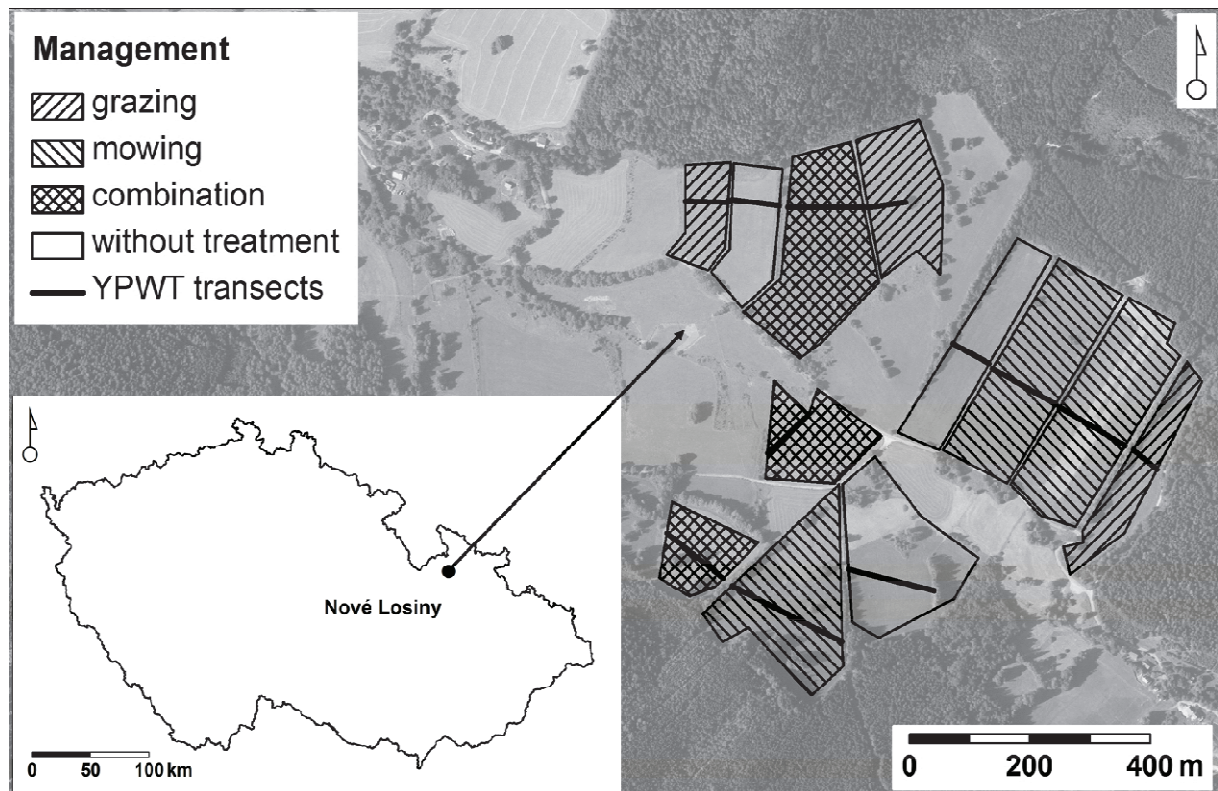 Management
grazing
mowing
combination
without treatment
YPWT transects
Nové Losiny
0 50 100 km
0 200 400 m